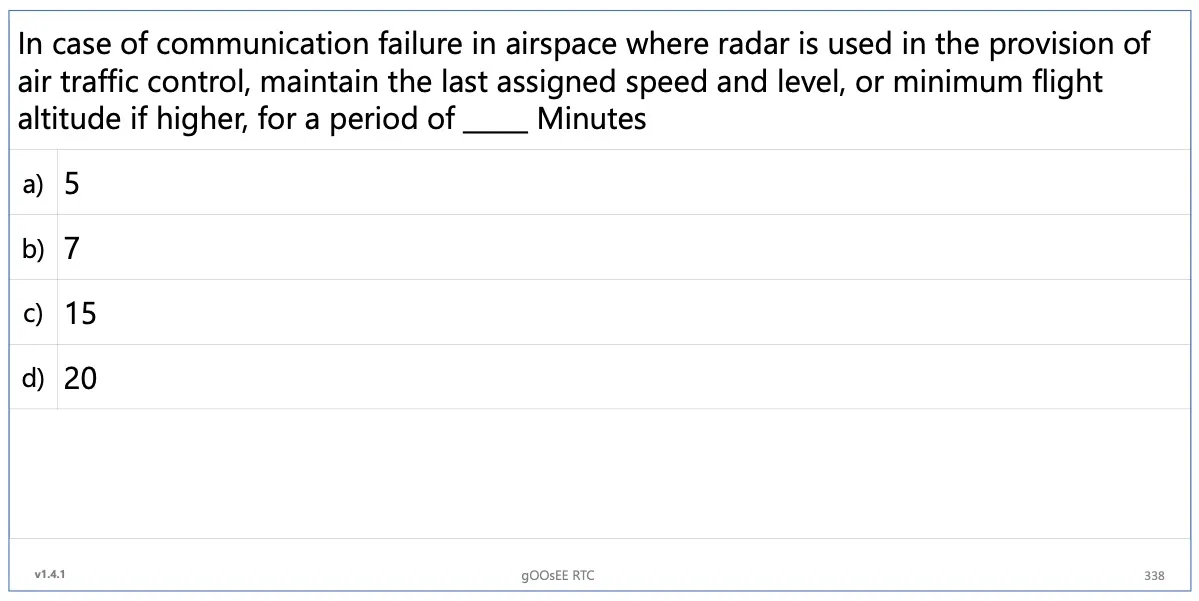 In case of communication failure in airspace where radar is used in the provision of
air traffic control, maintain the last assigned speed and level, or minimum flight
altitude if higher, for a period of _____ Minutes
a) 5
b) 7
c) 15
d) 20
v1.4.1 gOOsEE RTC 338